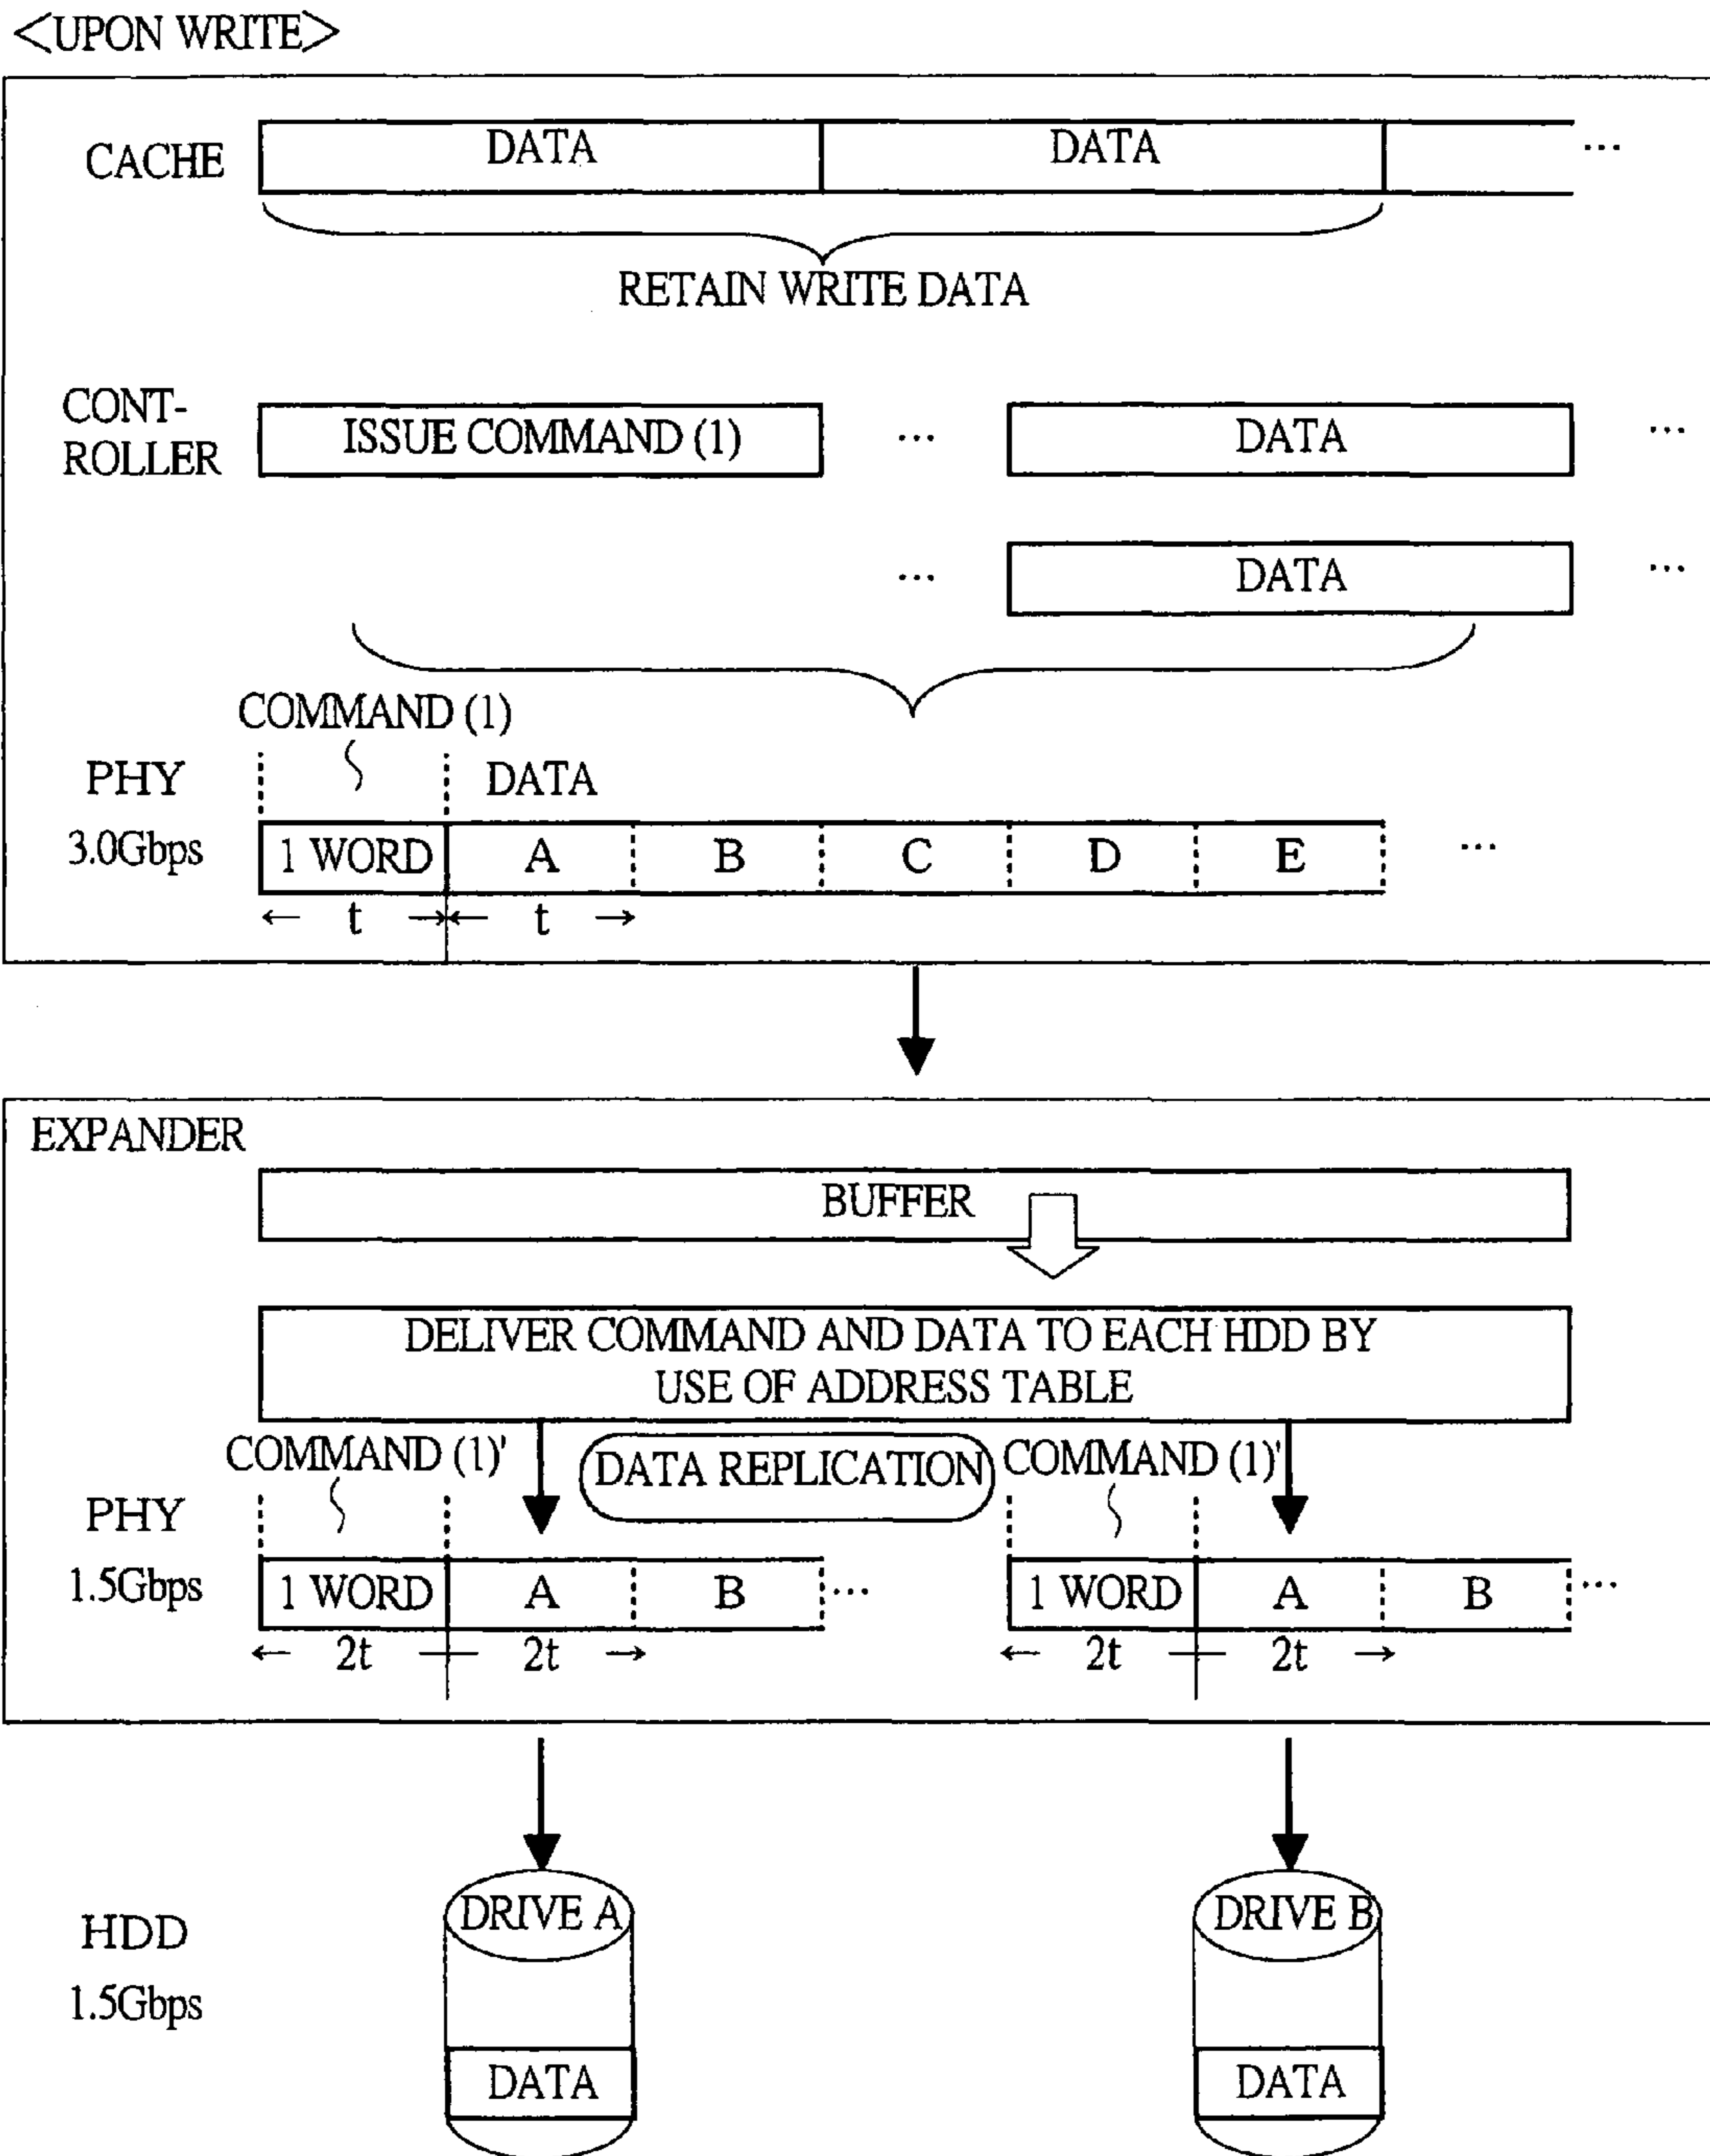 <UPON WRITE>
CACHE
DATA
DATA
...
RETAIN WRITE DATA
CONT-
ROLLER
ISSUE COMMAND (1)
...
DATA
...
...
DATA
...
COMMAND (1)
PHY
DATA
3.0Gbps
1 WORD
A
B
C
D
E
...
← t →
← t →
EXPANDER
BUFFER
DELIVER COMMAND AND DATA TO EACH HDD BY
USE OF ADDRESS TABLE
COMMAND (1)'
DATA REPLICATION
COMMAND (1)'
PHY
1.5Gbps
1 WORD
A
B
...
1 WORD
A
B
...
← 2t
2t →
← 2t
2t →
HDD
1.5Gbps
DRIVE A
DRIVE B
DATA
DATA